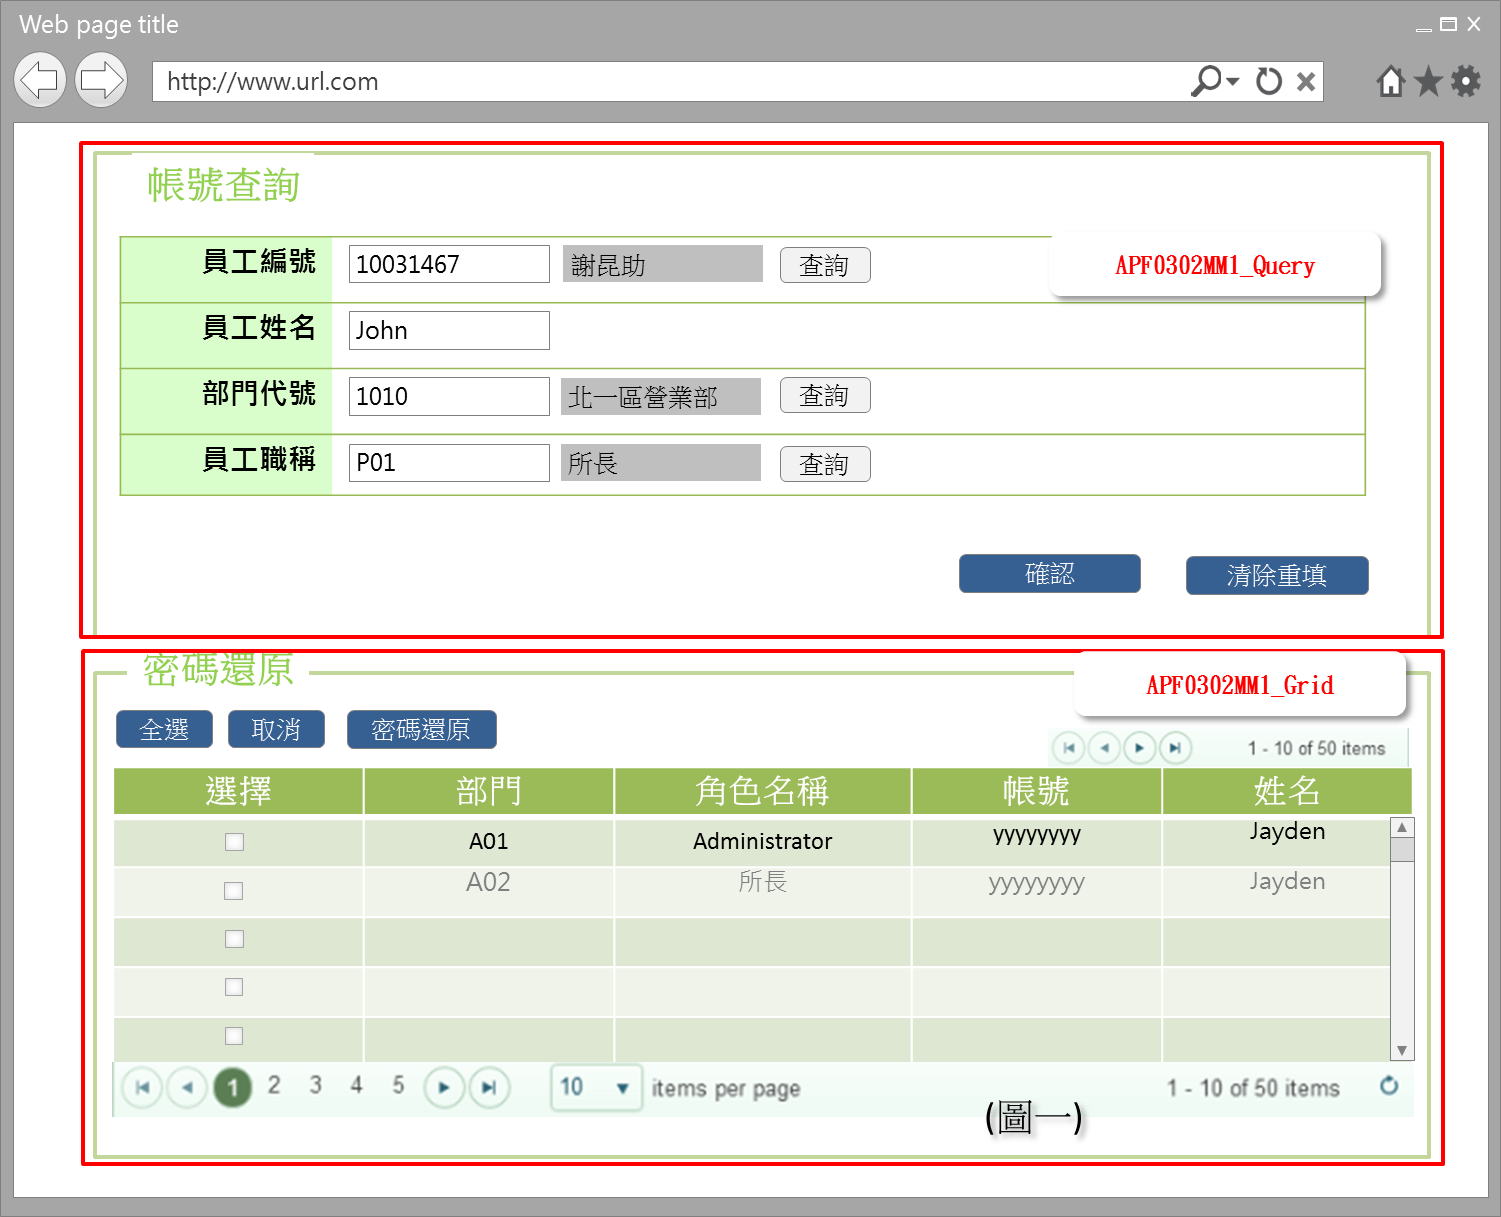 Web page title
http://www.url.com
帳號查詢
員工編號 10031467 謝昆助 查詢
APF0302MM1_Query
員工姓名 John
部門代號 1010 北一區營業部 查詢
員工職稱 P01 所長 查詢
確認 清除重填
密碼還原
APF0302MM1_Grid
全選 取消 密碼還原
1 - 10 of 50 items
選擇 部門 角色名稱 帳號 姓名
A01 Administrator yyyyyyyy Jayden
A02 所長 yyyyyyyy Jayden
1 2 3 4 5 10 items per page 1 - 10 of 50 items
(圖一)